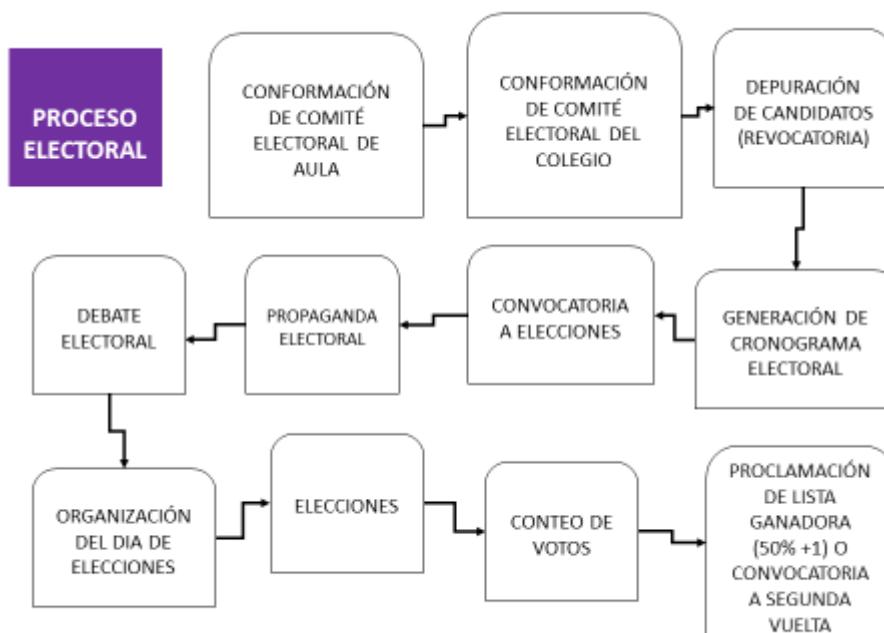 PROCESO
ELECTORAL
CONFORMACIÓN
DE COMITÉ
ELECTORAL DE
AULA
CONFORMACIÓN
DE COMITÉ
ELECTORAL DEL
COLEGIO
DEPURACIÓN
DE CANDIDATOS
(REVOCATORIA)
GENERACIÓN DE
CRONOGRAMA
ELECTORAL
CONVOCATORIA
A ELECCIONES
PROPAGANDA
ELECTORAL
DEBATE
ELECTORAL
ORGANIZACIÓN
DEL DIA DE
ELECCIONES
ELECCIONES
CONTEO DE
VOTOS
PROCLAMACIÓN
DE LISTA
GANADORA
(50% +1) O
CONVOCATORIA
A SEGUNDA
VUELTA